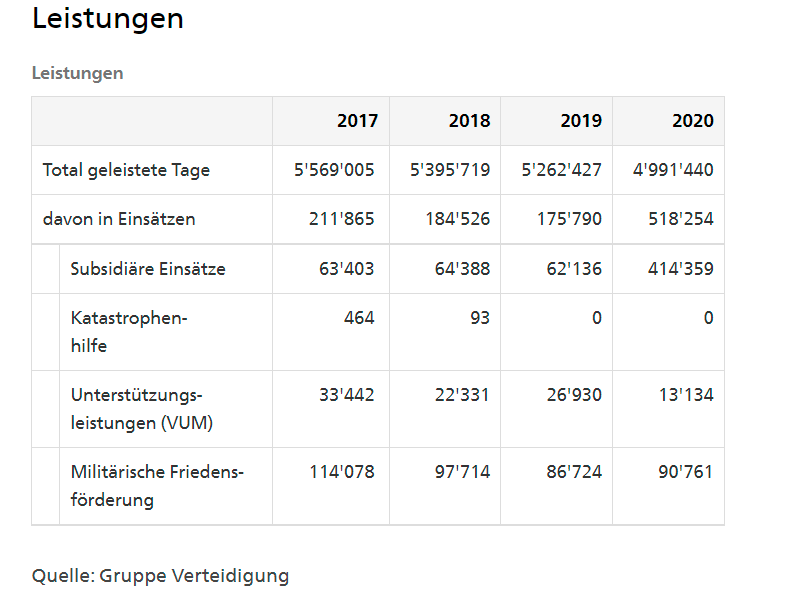 Leistungen
Leistungen
2017 2018 2019 2020
Total geleistete Tage 5'569'005 5'395'719 5'262'427 4'991'440
davon in Einsätzen 211'865 184'526 175'790 518'254
Subsidiäre Einsätze 63'403 64'388 62'136 414'359
Katastrophen- 464 93 0 0
hilfe
Unterstützungs- 33'442 22'331 26'930 13'134
leistungen (VUM)
Militärische Friedens- 114'078 97'714 86'724 90'761
förderung
Quelle: Gruppe Verteidigung